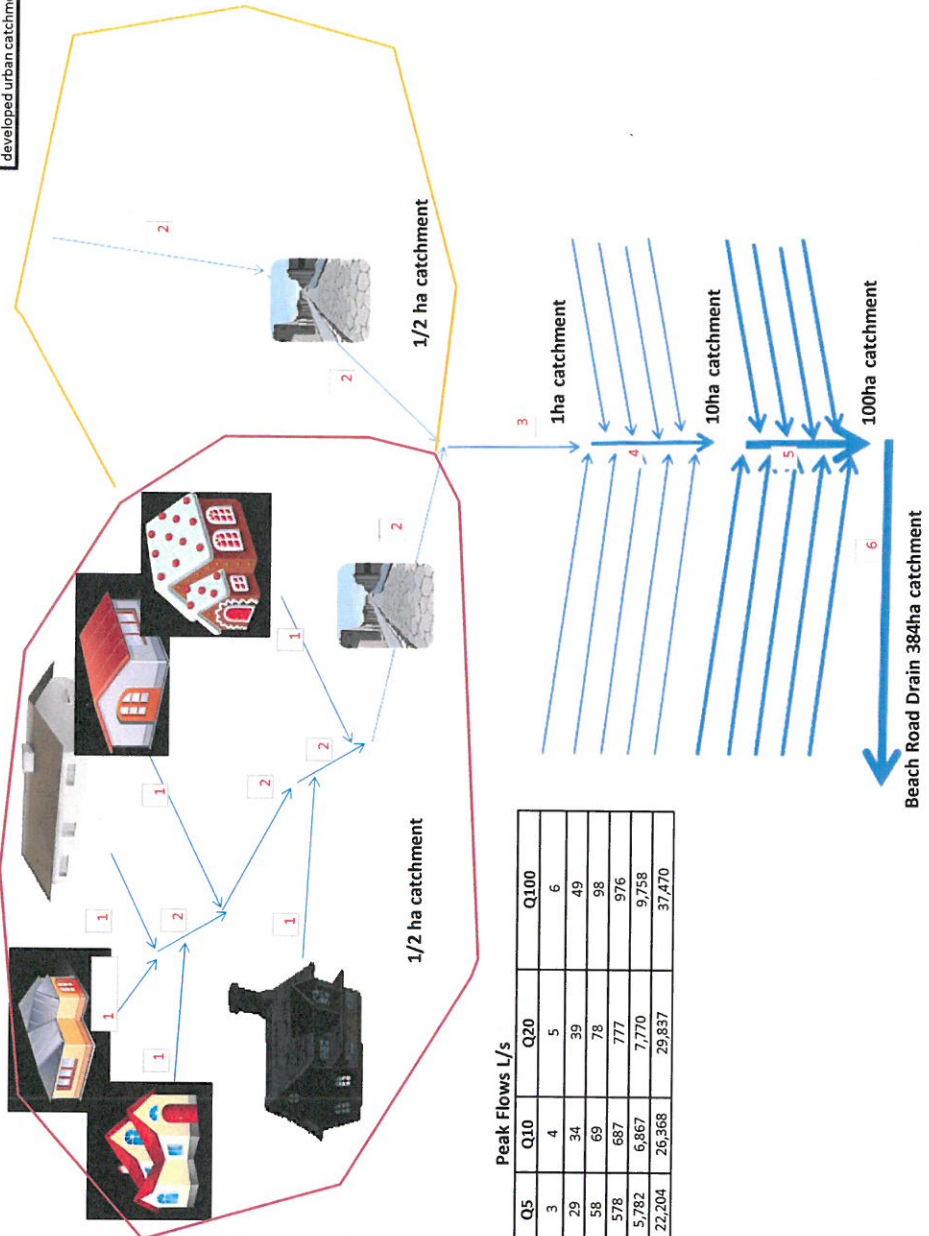 developed urban catchme
1
1
1
1
2
2
2
1
1
2
2
2
1/2 ha catchment
1/2 ha catchment
Peak Flows L/s
Q5 Q10 Q20 Q100
3 4 5 6
29 34 39 49
58 69 78 98
578 687 777 976
5,782 6,867 7,770 9,758
22,204 26,368 29,837 37,470
3
1ha catchment
4
10ha catchment
5
100ha catchment
6
Beach Road Drain 384ha catchment